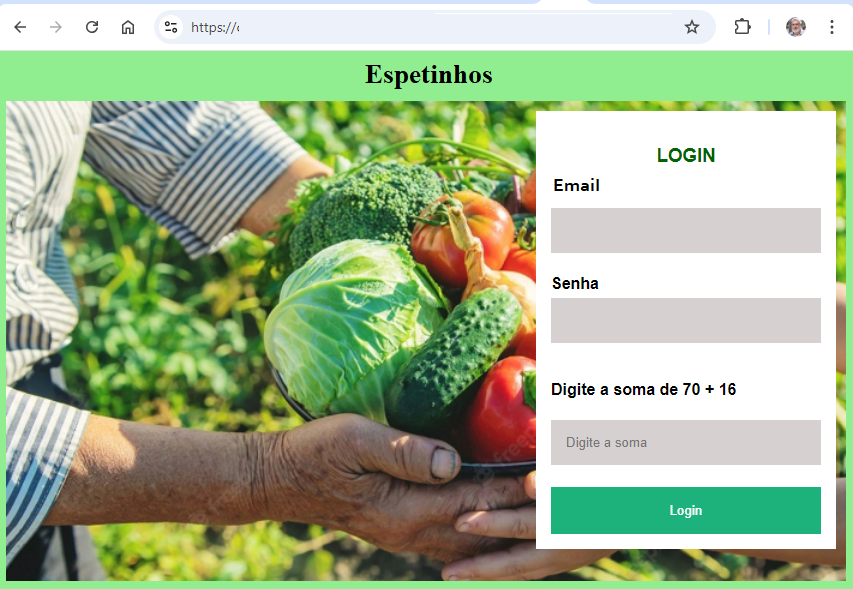 https://
Espetinhos
LOGIN
Email
Senha
Digite a soma de 70 + 16
Digite a soma
Login